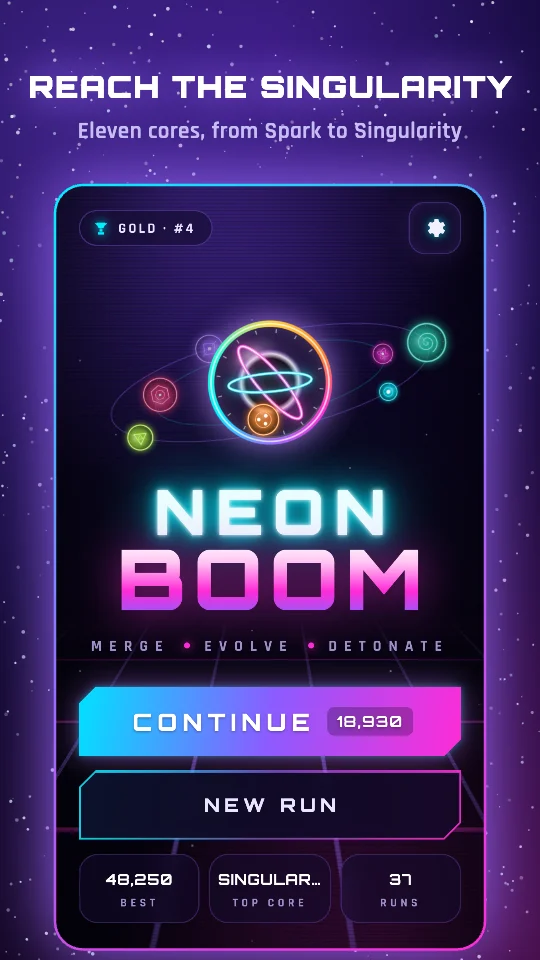 REACH THE SINGULARITY
Eleven cores, from Spark to Singularity
GOLD · #4
NEON
BOOM
MERGE • EVOLVE • DETONATE
CONTINUE 18,930
NEW RUN
48,250 SINGULAR... 37
BEST TOP CORE RUNS